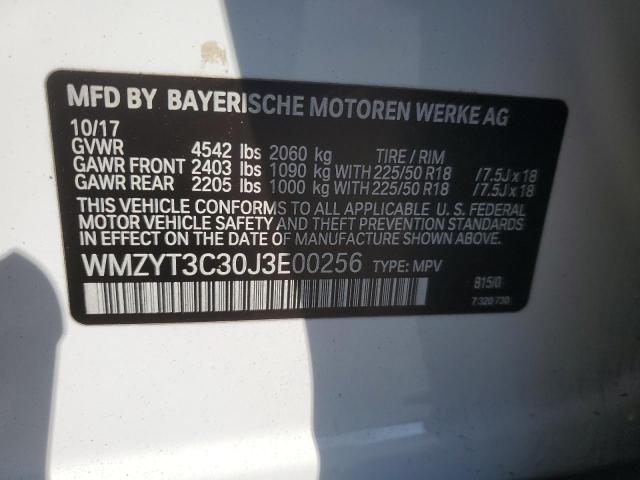 MFD BY BAYERISCHE MOTOREN WERKE AG
10/17
GVWR 4542 lbs 2060 kg TIRE / RIM
GAWR FRONT 2403 lbs 1090 kg WITH 225/50 R18 /7.5J x 18
GAWR REAR 2205 lbs 1000 kg WITH 225/50 R18 /7.5J x 18
THIS VEHICLE CONFORMS TO ALL APPLICABLE U. S. FEDERAL
MOTOR VEHICLE SAFETY AND THEFT PREVENTION STANDARDS
IN EFFECT ON THE DATE OF MANUFACTURE SHOWN ABOVE.
WMZYT3C30J3E00256 TYPE: MPV
B15/0
7 320 730